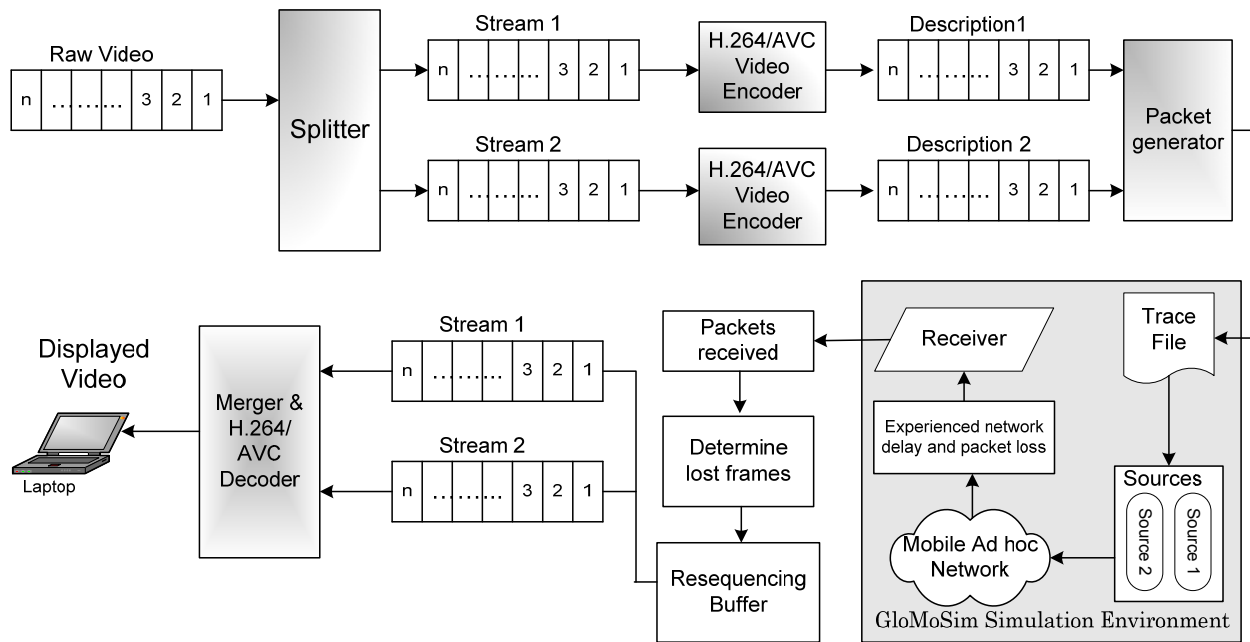 Raw Video
n ......... 3 2 1
Splitter
Stream 1
n ......... 3 2 1
H.264/AVC
Video
Encoder
Description1
n ......... 3 2 1
Stream 2
n ......... 3 2 1
H.264/AVC
Video
Encoder
Description 2
n ......... 3 2 1
Packet
generator
Trace
File
Sources
Source 1
Source 2
Mobile Ad hoc
Network
Experienced network
delay and packet loss
Receiver
GloMoSim Simulation Environment
Packets
received
Determine
lost frames
Resequencing
Buffer
Stream 1
n ......... 3 2 1
Stream 2
n ......... 3 2 1
Merger &
H.264/
AVC
Decoder
Displayed
Video
Laptop